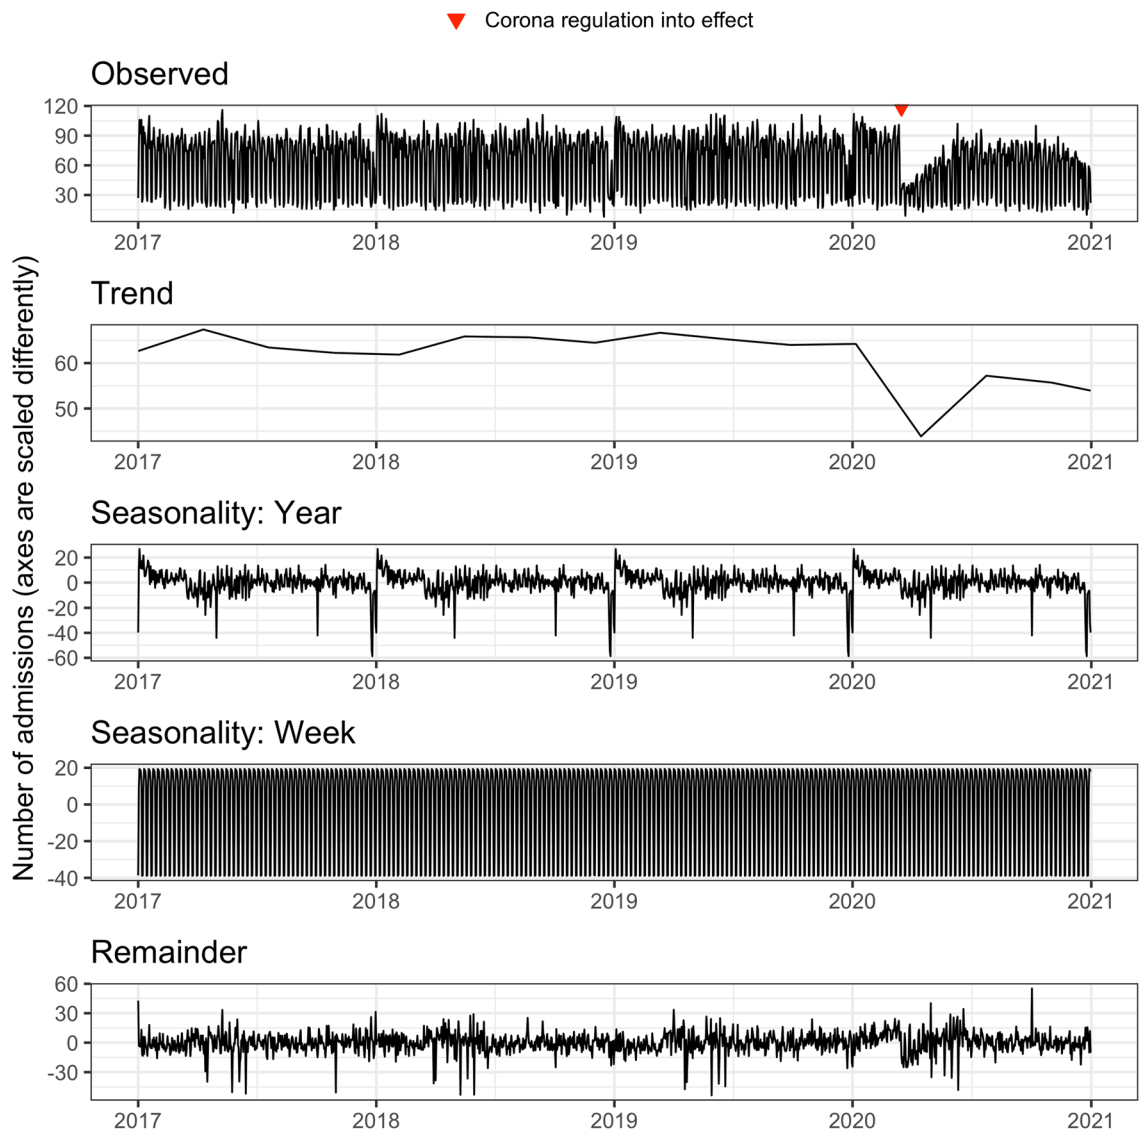 Corona regulation into effect
Observed
120
90
60
30
2017 2018 2019 2020 2021
Number of admissions (axes are scaled differently)
Trend
60
50
2017 2018 2019 2020 2021
Seasonality: Year
20
0
-20
-40
-60
2017 2018 2019 2020 2021
Seasonality: Week
20
0
-20
-40
2017 2018 2019 2020 2021
Remainder
60
30
0
-30
2017 2018 2019 2020 2021